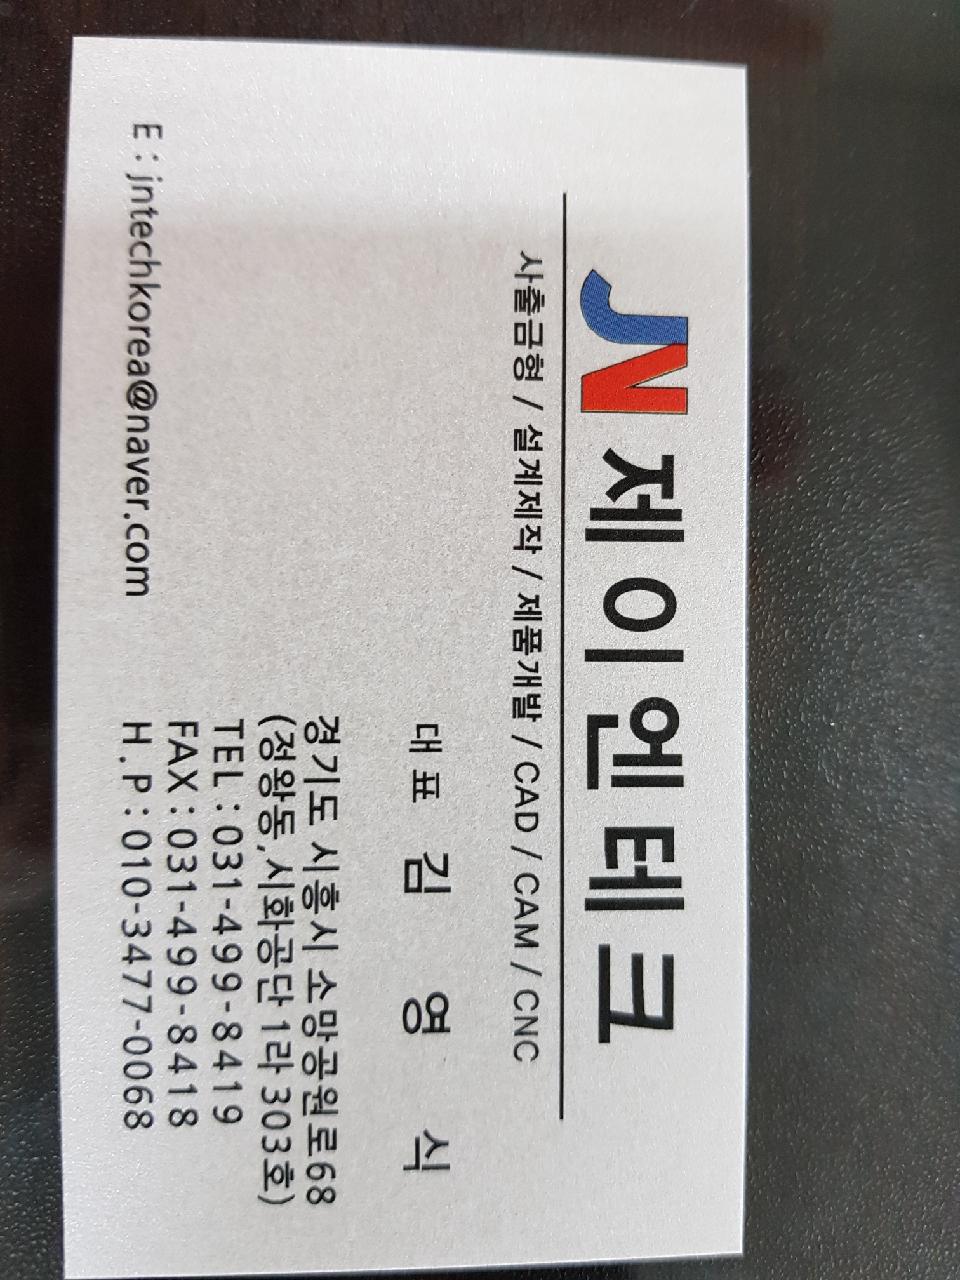 JN 제이엔테크
사출금형 / 설계제작 / 제품개발 / CAD / CAM / CNC
대표 김 영 식
경기도 시흥시 소망공원로68
(정왕동,시화공단1라303호)
TEL : 031-499-8419
FAX : 031-499-8418
E : jntechkorea@naver.com H.P : 010-3477-0068